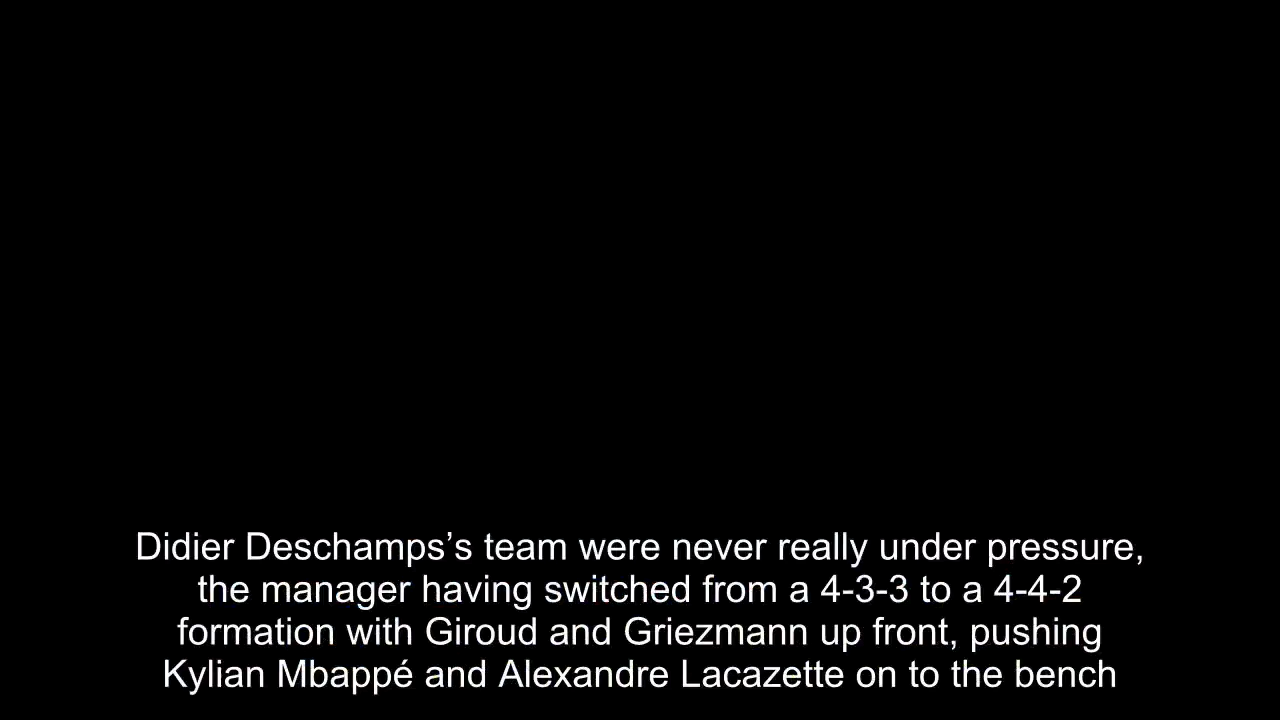 Didier Deschamps’s team were never really under pressure,
the manager having switched from a 4-3-3 to a 4-4-2
formation with Giroud and Griezmann up front, pushing
Kylian Mbappé and Alexandre Lacazette on to the bench